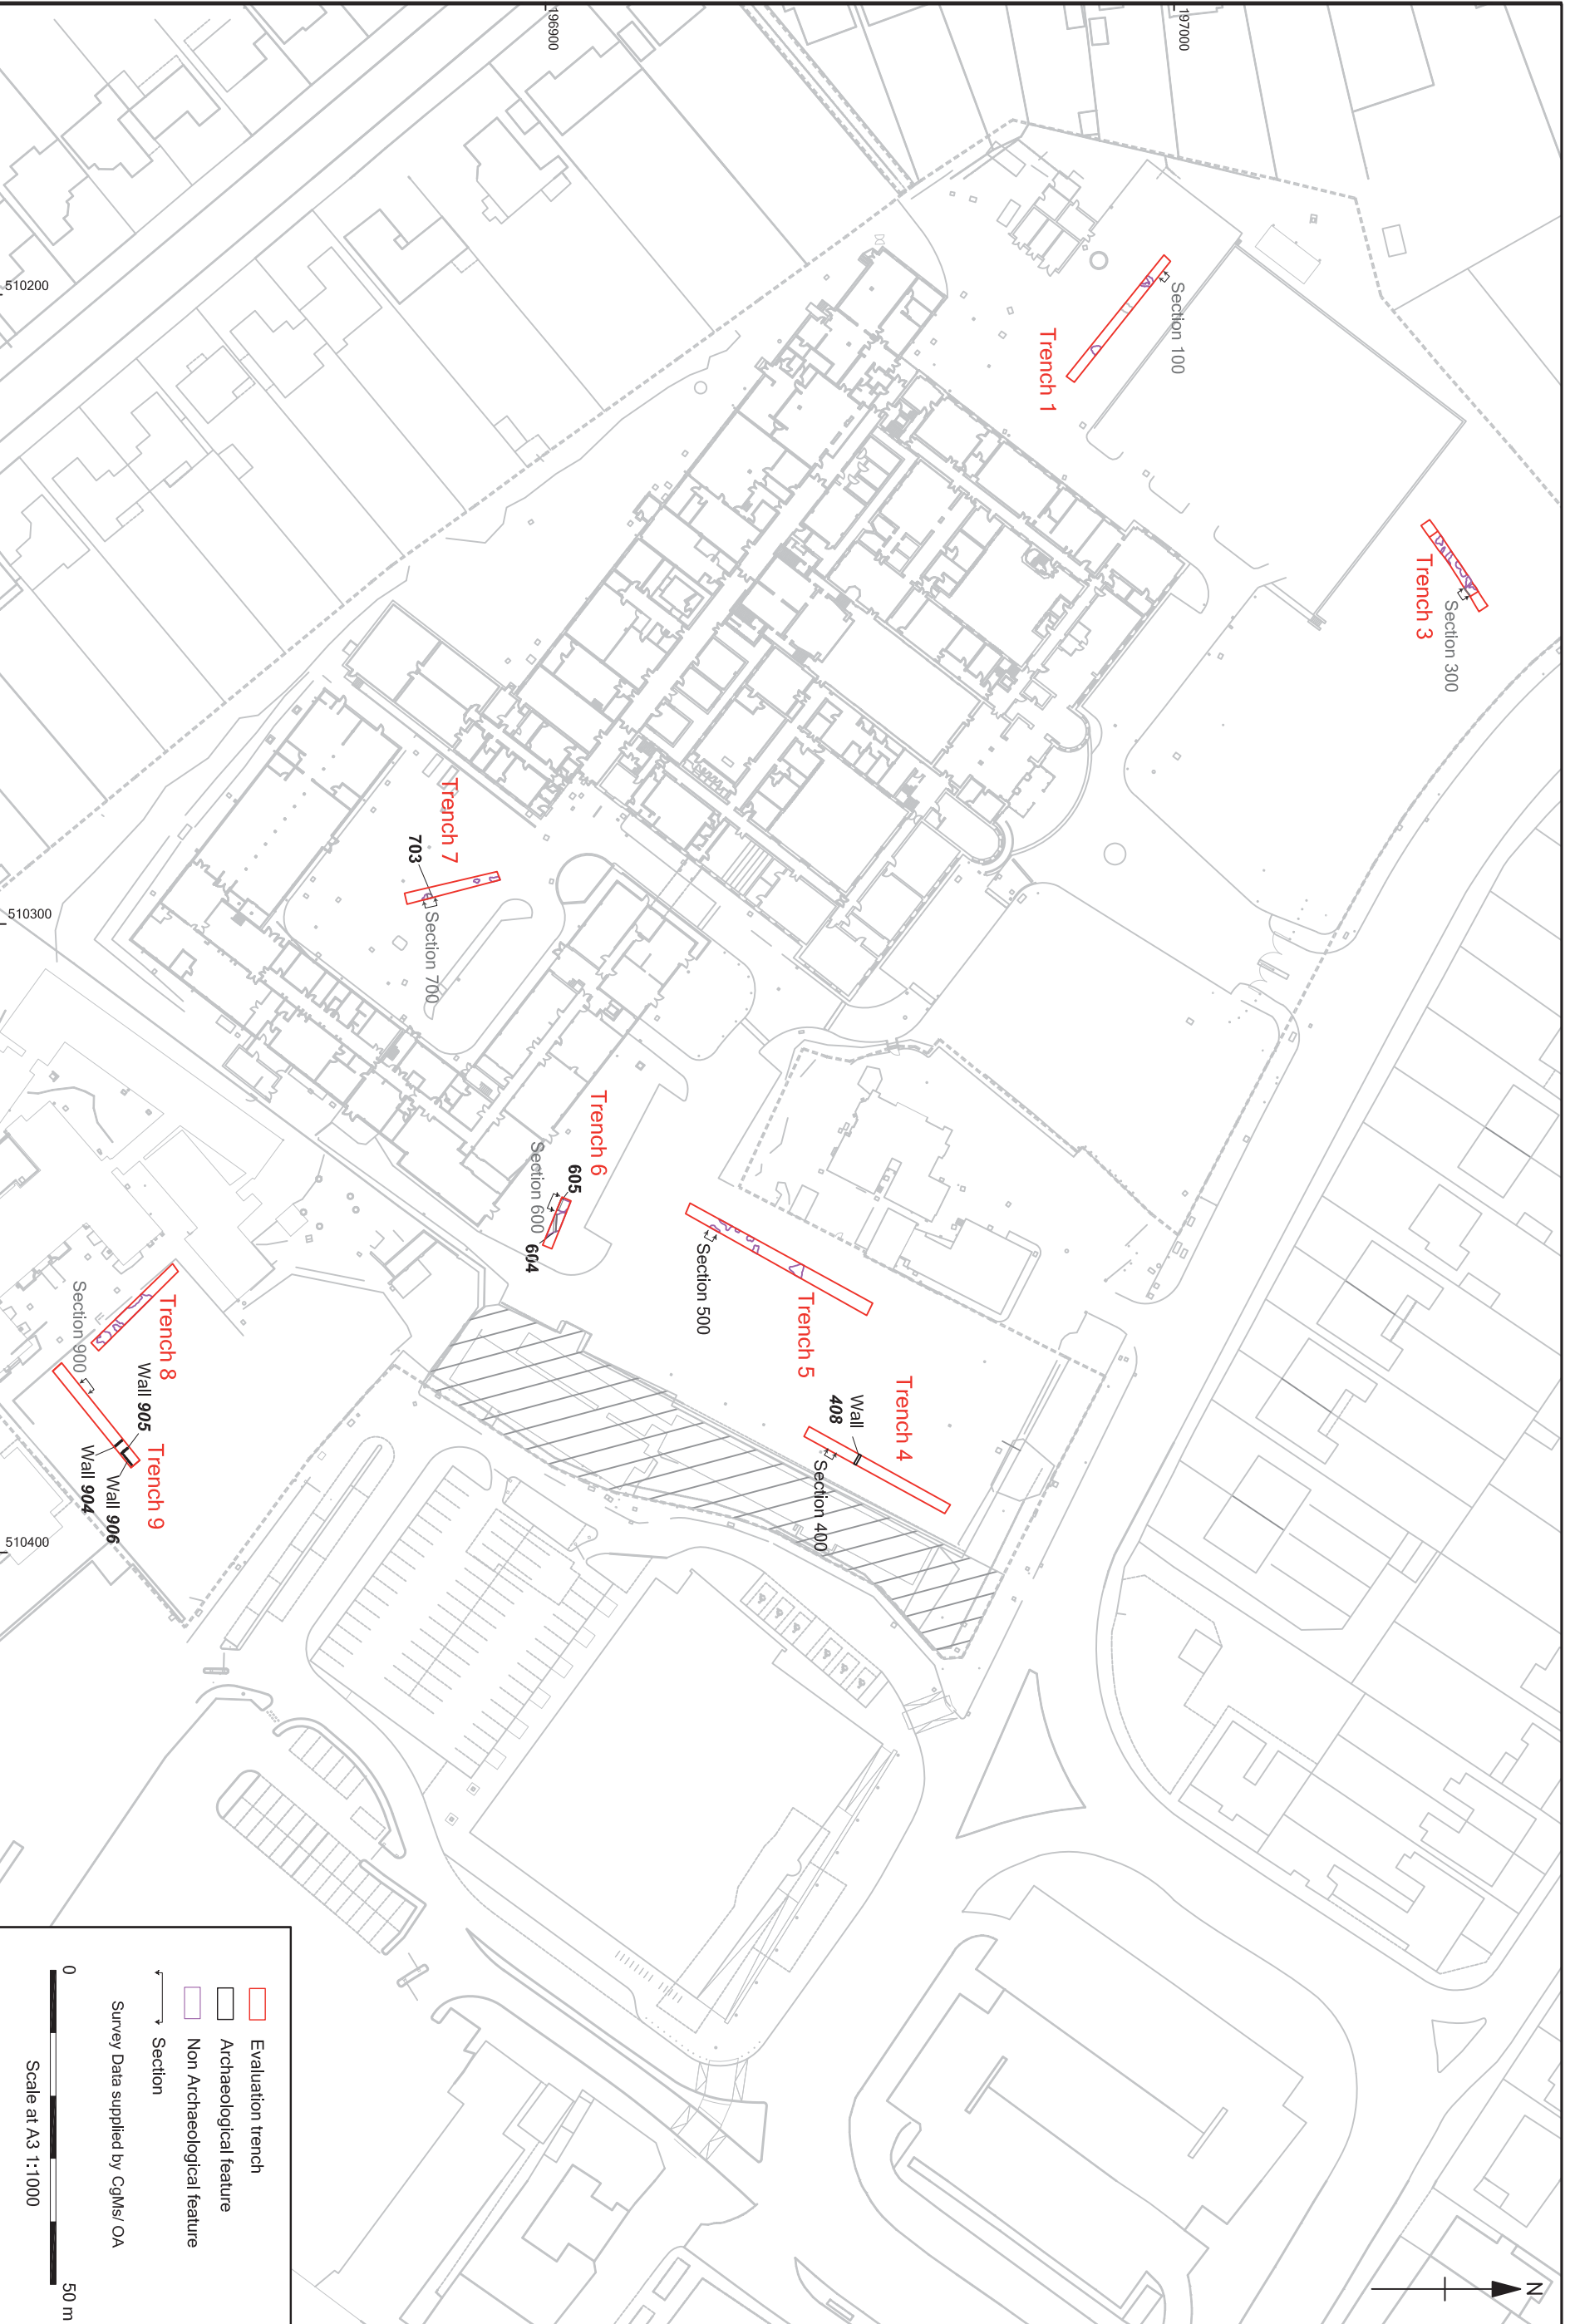 196900
197000
510200
510300
510400
Section 100
Trench 1
Trench 3
Section 300
Trench 7
703
Section 700
Trench 6
605
Section 600
604
Section 500
Trench 5
Trench 4
Wall
408
Section 400
Trench 8
Section 900
Wall 905
Trench 9
Wall 904
Wall 906
N
Evaluation trench
Archaeological feature
Non Archaeological feature
Section
Survey Data supplied by CgMs/ OA
0
50 m
Scale at A3 1:1000